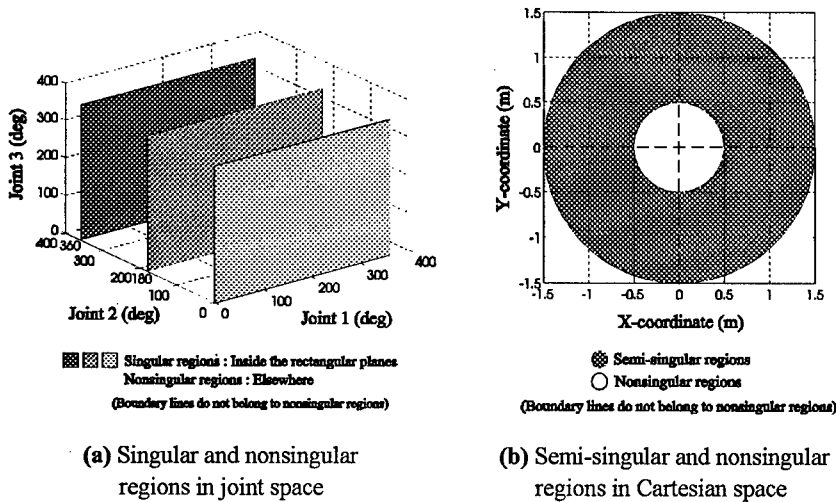 400
300
200
100
0
Joint 3 (deg)
400
360
300
200
180
100
0
Joint 2 (deg)
0
100
200
300
400
Joint 1 (deg)
Singular regions : Inside the rectangular planes
Nonsingular regions : Elsewhere
(Boundary lines do not belong to nonsingular regions)
(a) Singular and nonsingular
regions in joint space
1.5
1
0.5
0
-0.5
-1
-1.5
Y-coordinate (m)
-1.5
-1
-0.5
0
0.5
1
1.5
X-coordinate (m)
Semi-singular regions
Nonsingular regions
(Boundary lines do not belong to nonsingular regions)
(b) Semi-singular and nonsingular
regions in Cartesian space